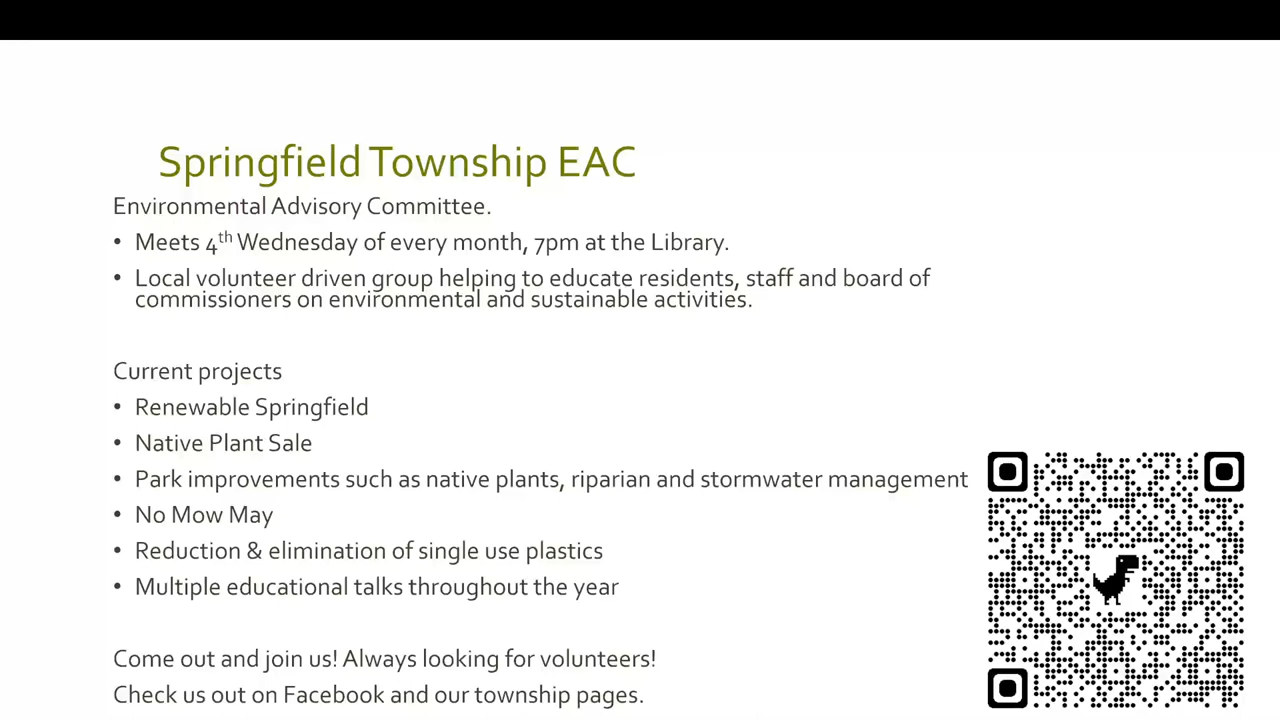 Springfield Township EAC
Environmental Advisory Committee.
• Meets 4th Wednesday of every month, 7pm at the Library.
• Local volunteer driven group helping to educate residents, staff and board of
commissioners on environmental and sustainable activities.
Current projects
• Renewable Springfield
• Native Plant Sale
• Park improvements such as native plants, riparian and stormwater management
• No Mow May
• Reduction & elimination of single use plastics
• Multiple educational talks throughout the year
Come out and join us! Always looking for volunteers!
Check us out on Facebook and our township pages.